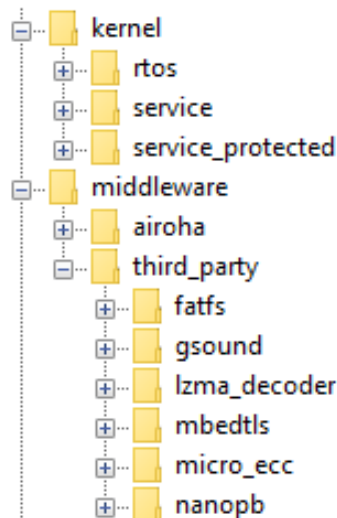 kernel
rtos
service
service_protected
middleware
airoha
third_party
fatfs
gsound
lzma_decoder
mbedtls
micro_ecc
nanopb